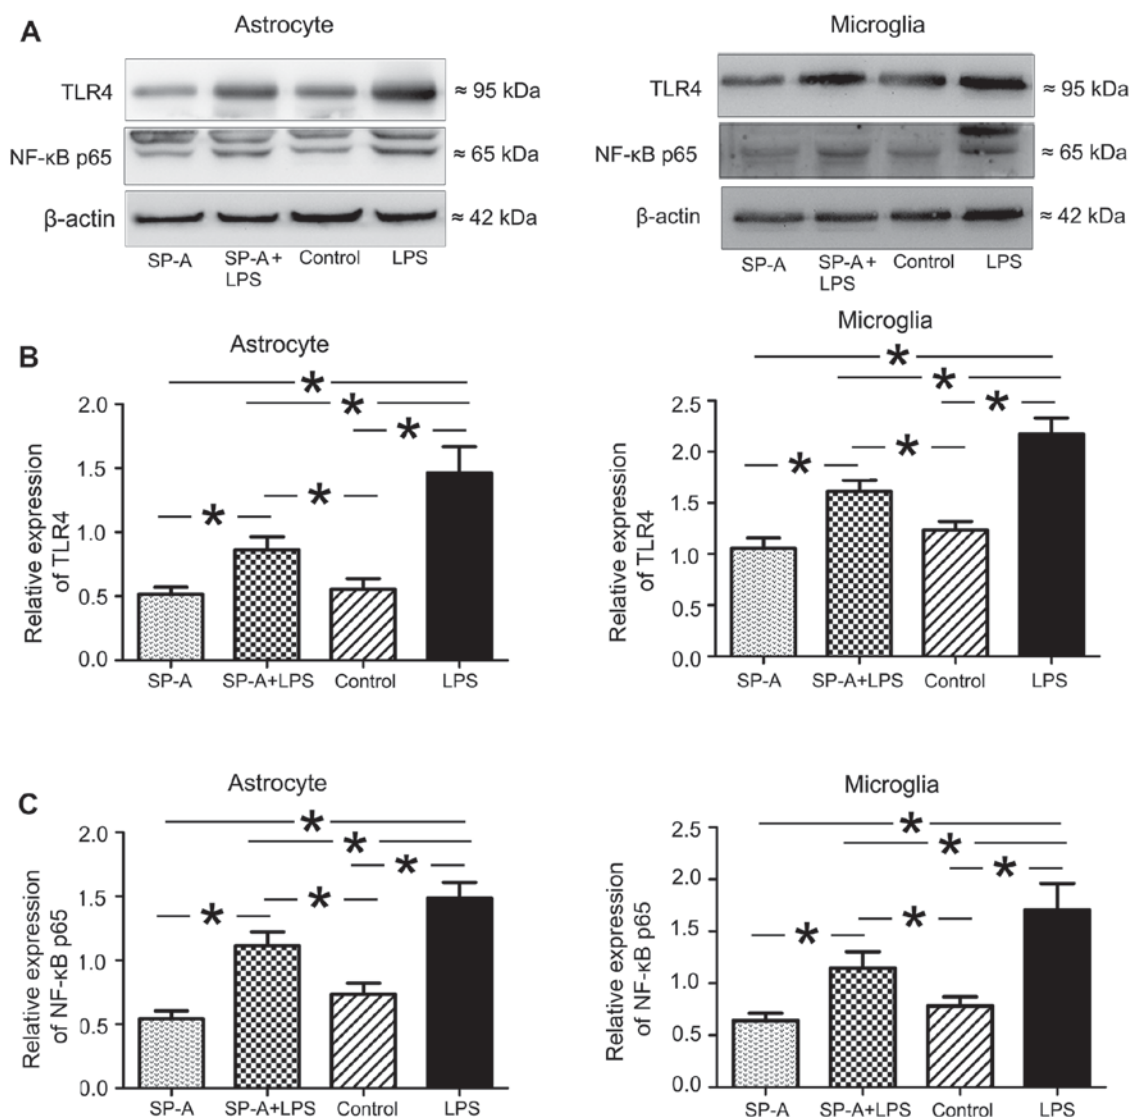 A
Astrocyte
Microglia
TLR4
≈ 95 kDa
NF-κB p65
≈ 65 kDa
β-actin
≈ 42 kDa
SP-A
SP-A+
LPS
Control
LPS
TLR4
≈ 95 kDa
NF-κB p65
≈ 65 kDa
β-actin
≈ 42 kDa
SP-A
SP-A+
LPS
Control
LPS
B
Astrocyte
Relative expression
of TLR4
2.0
1.5
1.0
0.5
0.0
*
*
*
*
*
SP-A
SP-A+LPS
Control
LPS
Microglia
Relative expression
of TLR4
2.5
2.0
1.5
1.0
0.5
0.0
*
*
*
*
*
SP-A
SP-A+LPS
Control
LPS
C
Astrocyte
Relative expression
of NF-κB p65
2.0
1.5
1.0
0.5
0.0
*
*
*
*
*
SP-A
SP-A+LPS
Control
LPS
Microglia
Relative expression
of NF-κB p65
2.5
2.0
1.5
1.0
0.5
0.0
*
*
*
*
*
SP-A
SP-A+LPS
Control
LPS